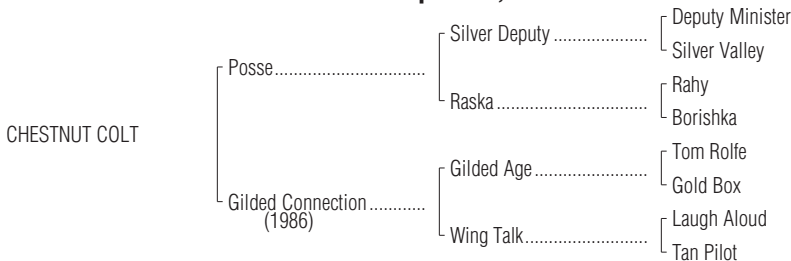 Deputy Minister
Silver Deputy ....................
Silver Valley
Posse................................
Rahy
Raska ................................
Borishka
CHESTNUT COLT
Tom Rolfe
Gilded Age ........................
Gold Box
Gilded Connection ............
(1986)
Laugh Aloud
Wing Talk..........................
Tan Pilot